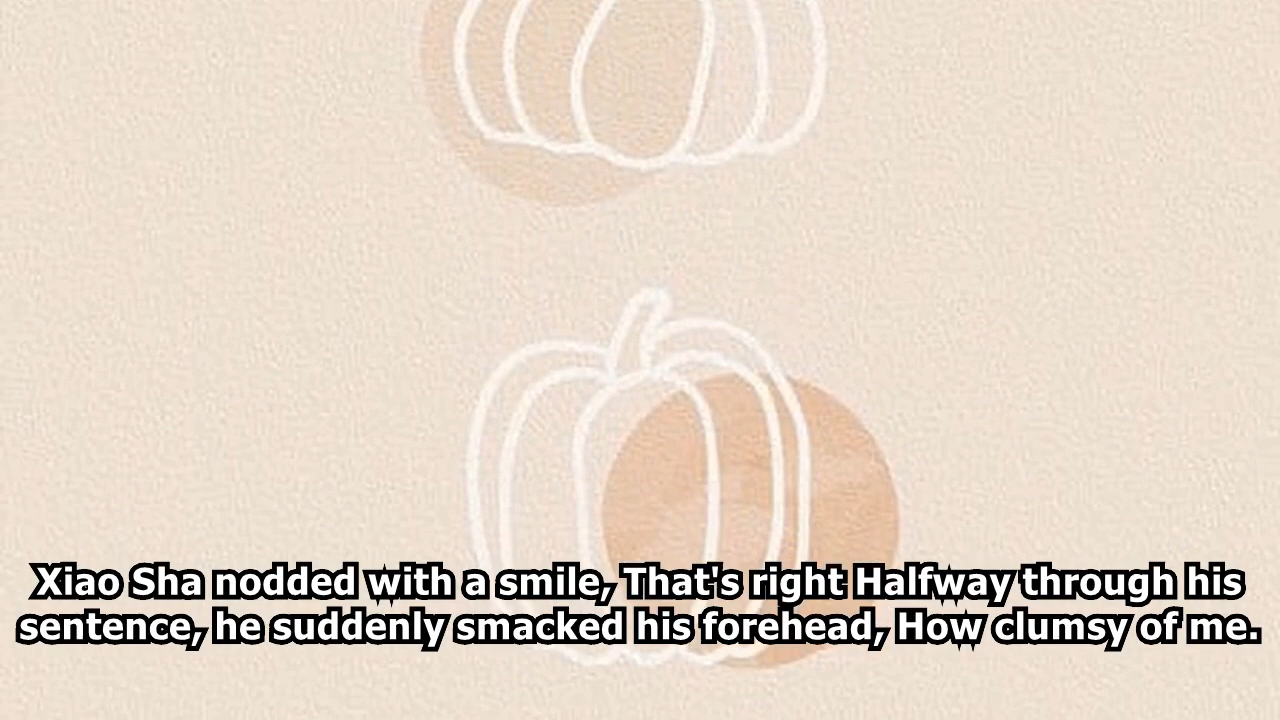 Xiao Sha nodded with a smile, That's right Halfway through his
sentence, he suddenly smacked his forehead, How clumsy of me.